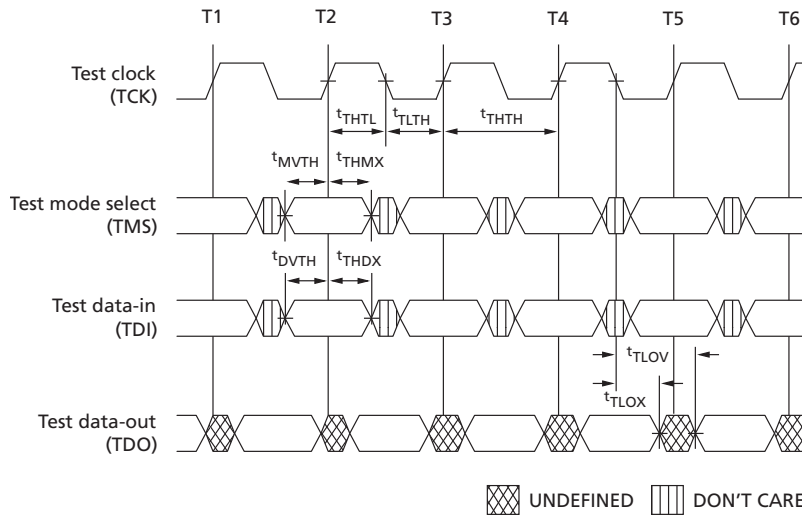 T1 T2 T3 T4 T5 T6
Test clock
(TCK)
tTHTL tTLTH tTHTH
tMVTH tTHMX
Test mode select
(TMS)
tDVTH tTHDX
Test data-in
(TDI)
tTLOV
tTLOX
Test data-out
(TDO)
UNDEFINED DON'T CARE